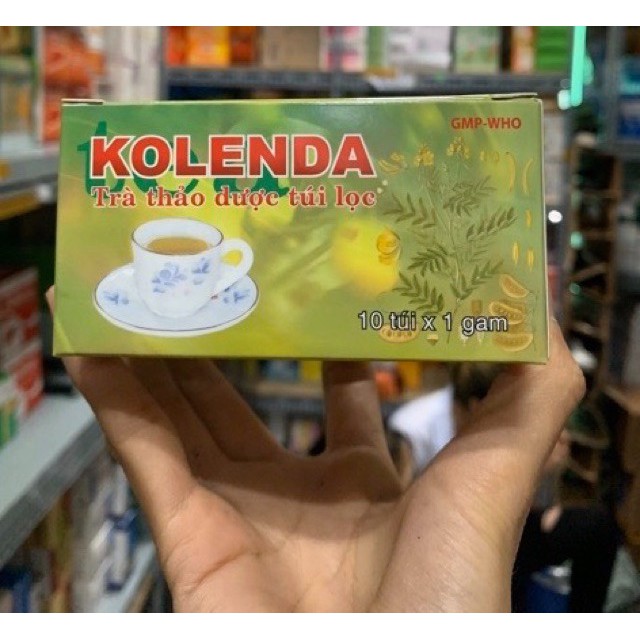 GMP-WHO
KOLENDA
Trà thảo dược túi lọc
10 túi x 1 gam